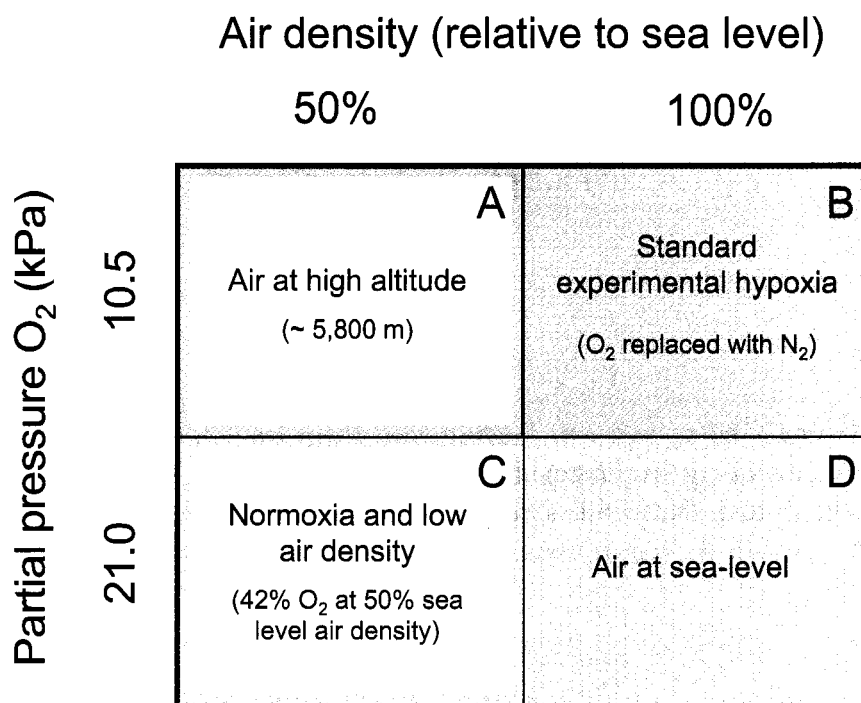 Air density (relative to sea level)
50%
100%
Partial pressure O₂ (kPa)
10.5
21.0
A
Air at high altitude
(~ 5,800 m)
B
Standard
experimental hypoxia
(O₂ replaced with N₂)
C
Normoxia and low
air density
(42% O₂ at 50% sea
level air density)
D
Air at sea-level